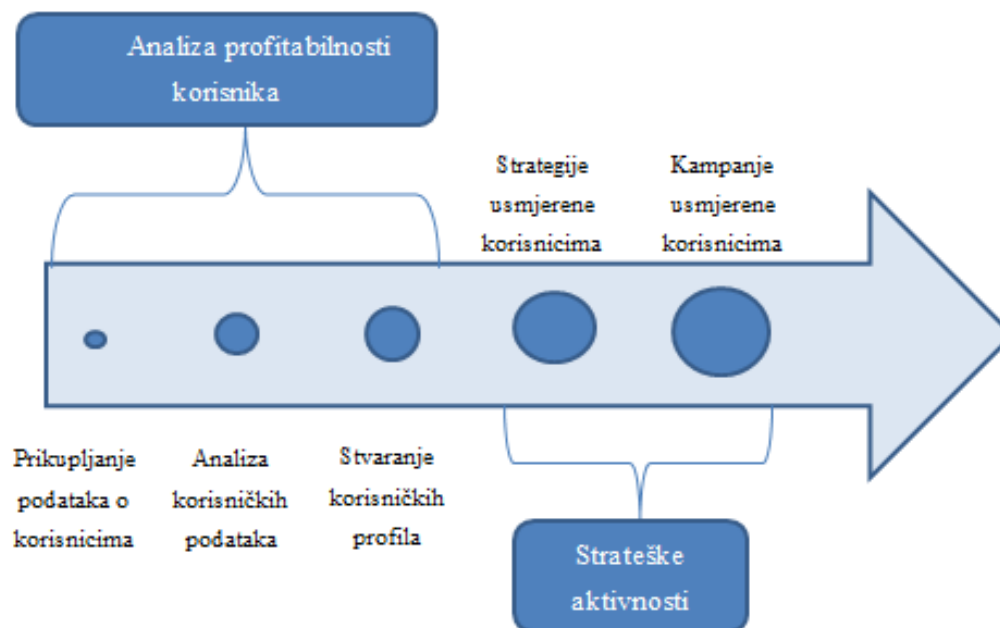 Analiza profitabilnosti
korisnika
Strategije
usmjerene
korisnicima
Kampanje
usmjerene
korisnicima
Prikupljanje
podataka o
korisnicima
Analiza
korisničkih
podataka
Stvaranje
korisničkih
profila
Strateške
aktivnosti